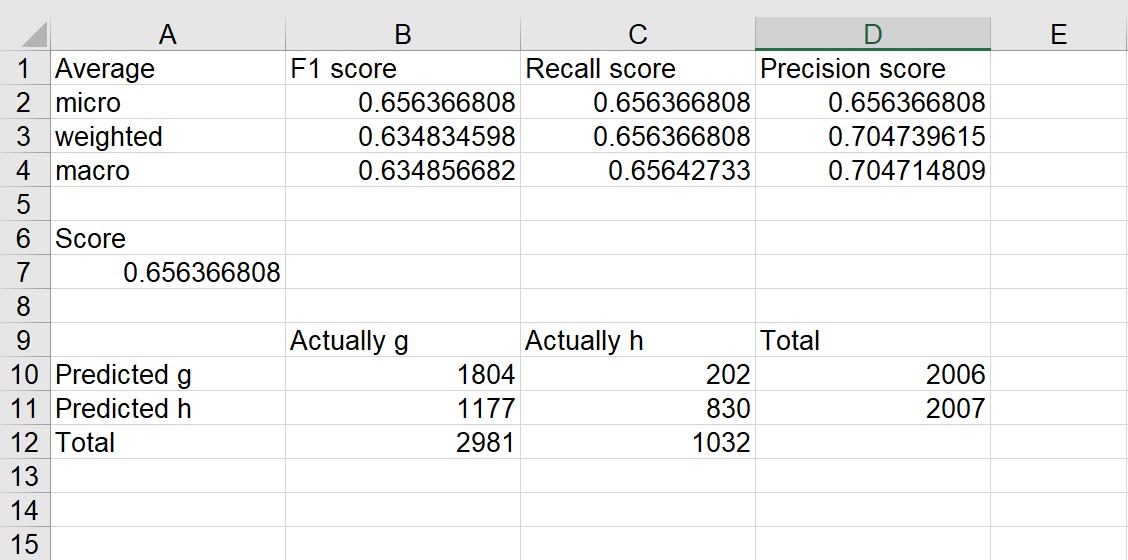 A B C D E
1 Average F1 score Recall score Precision score
2 micro 0.656366808 0.656366808 0.656366808
3 weighted 0.634834598 0.656366808 0.704739615
4 macro 0.634856682 0.65642733 0.704714809
5
6 Score
7 0.656366808
8
9 Actually g Actually h Total
10 Predicted g 1804 202 2006
11 Predicted h 1177 830 2007
12 Total 2981 1032
13
14
15